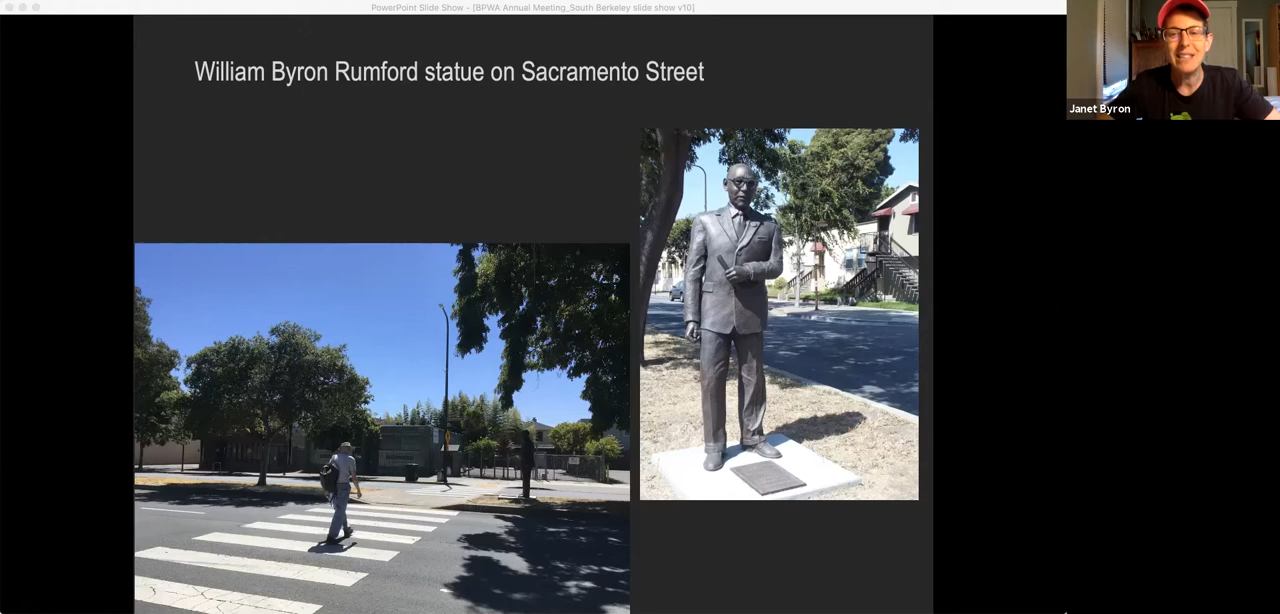 PowerPoint Slide Show - [BPWA Annual Meeting_South Berkeley slide show v10]
William Byron Rumford statue on Sacramento Street
Janet Byron